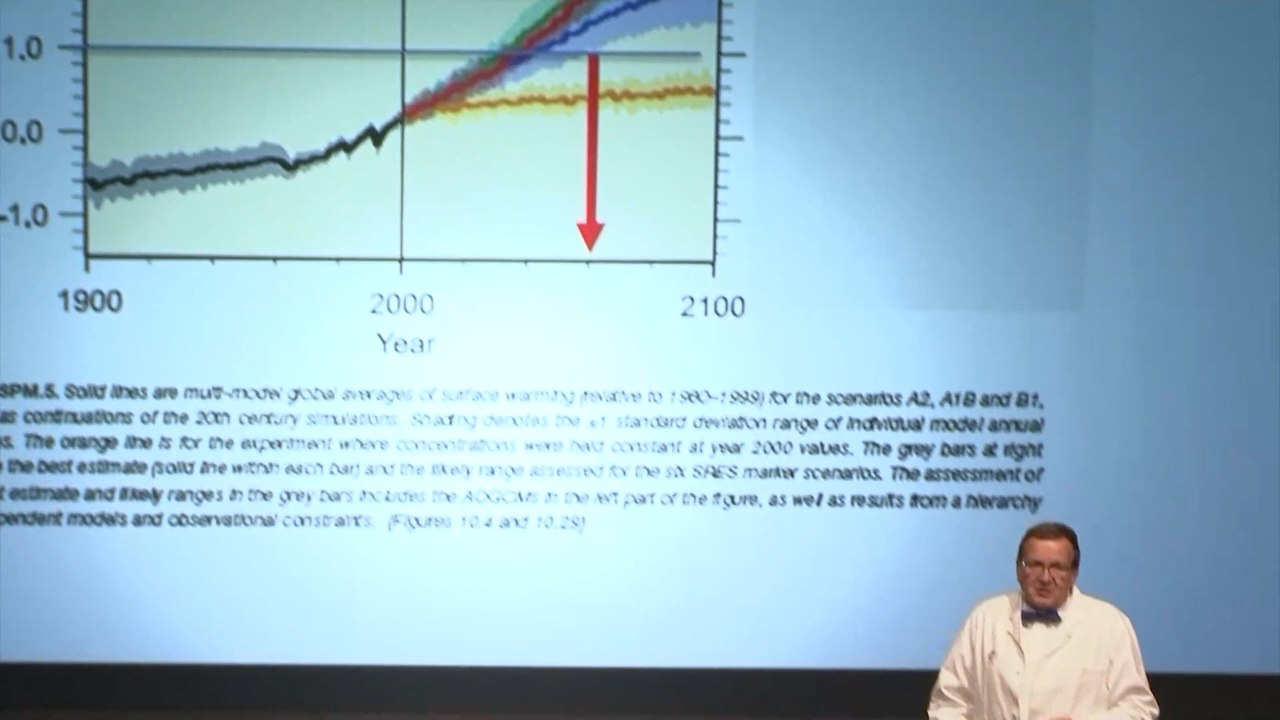 1.0
0.0
-1.0
1900 2000 2100
Year
SPM.5. Solid lines are multi-model global averages of surface warming (relative to 1980–1999) for the scenarios A2, A1B and B1,
as continuations of the 20th century simulations. Shading denotes the ±1 standard deviation range of individual model annual
s. The orange line is for the experiment where concentrations were held constant at year 2000 values. The grey bars at right
the best estimate (solid line within each bar) and the likely range assessed for the six SRES marker scenarios. The assessment of
t estimate and likely ranges in the grey bars includes the AOGCMs in the left part of the figure, as well as results from a hierarchy
pendent models and observational constraints. {Figures 10.4 and 10.29}